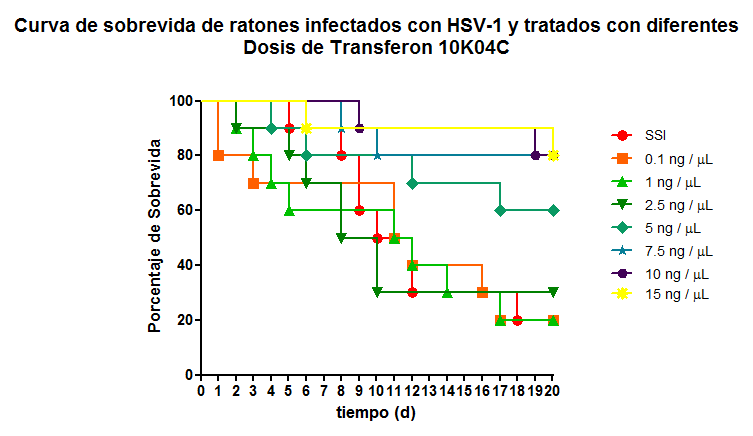 Curva de sobrevida de ratones infectados con HSV-1 y tratados con diferentes
Dosis de Transferon 10K04C
Porcentaje de Sobrevida
100
80
60
40
20
0
0 1 2 3 4 5 6 7 8 9 10 11 12 13 14 15 16 17 18 19 20
tiempo (d)
SSI
0.1 ng / μL
1 ng / μL
2.5 ng / μL
5 ng / μL
7.5 ng / μL
10 ng / μL
15 ng / μL